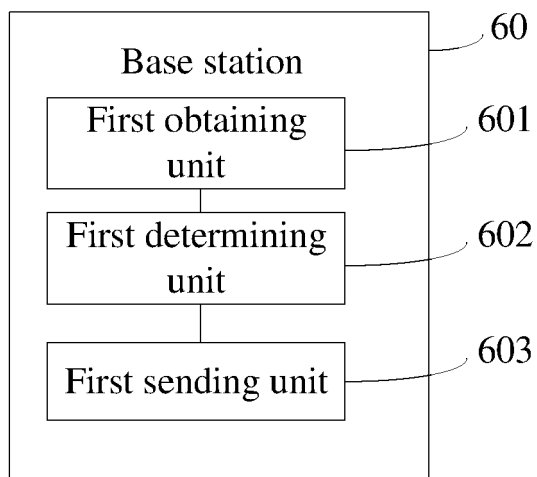 60
Base station
First obtaining
unit
601
First determining
unit
602
First sending unit
603